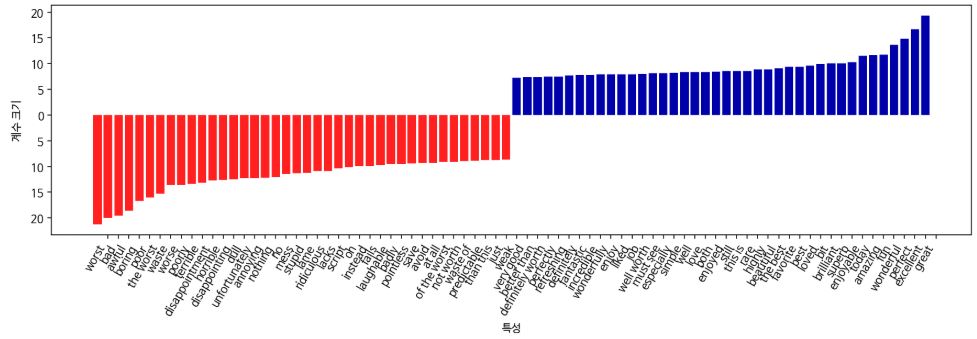 20
15
10
5
0
5
10
15
20
계수 크기
worst
bad
awful
boring
poor
the worst
waste
worse
poorly
terrible
disappointment
horrible
disappointing
dull
unfortunately
annoying
nothing
no
mess
stupid
lame
ridiculous
lacks
script
oh
instead
fails
laughable
badly
pointless
save
avoid
at all
of the worst
not worth
waste of
predictable
than this
just
weak
very good
better than
definitely worth
perfectly
refreshing
definitely
fantastic
incredible
wonderfully
enjoy
liked
job
well worth
must see
especially
simple
well
love
both
enjoyed
still
this is
rare
highly
beautiful
the best
favorite
best
loved
bit
brilliant
superb
enjoyable
today
amazing
fun
wonderful
perfect
excellent
great
특성